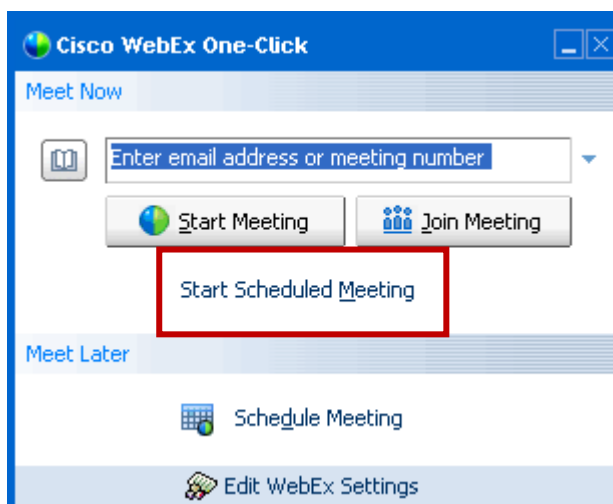 Cisco WebEx One-Click
Meet Now
Enter email address or meeting number
Start Meeting Join Meeting
Start Scheduled Meeting
Meet Later
Schedule Meeting
Edit WebEx Settings